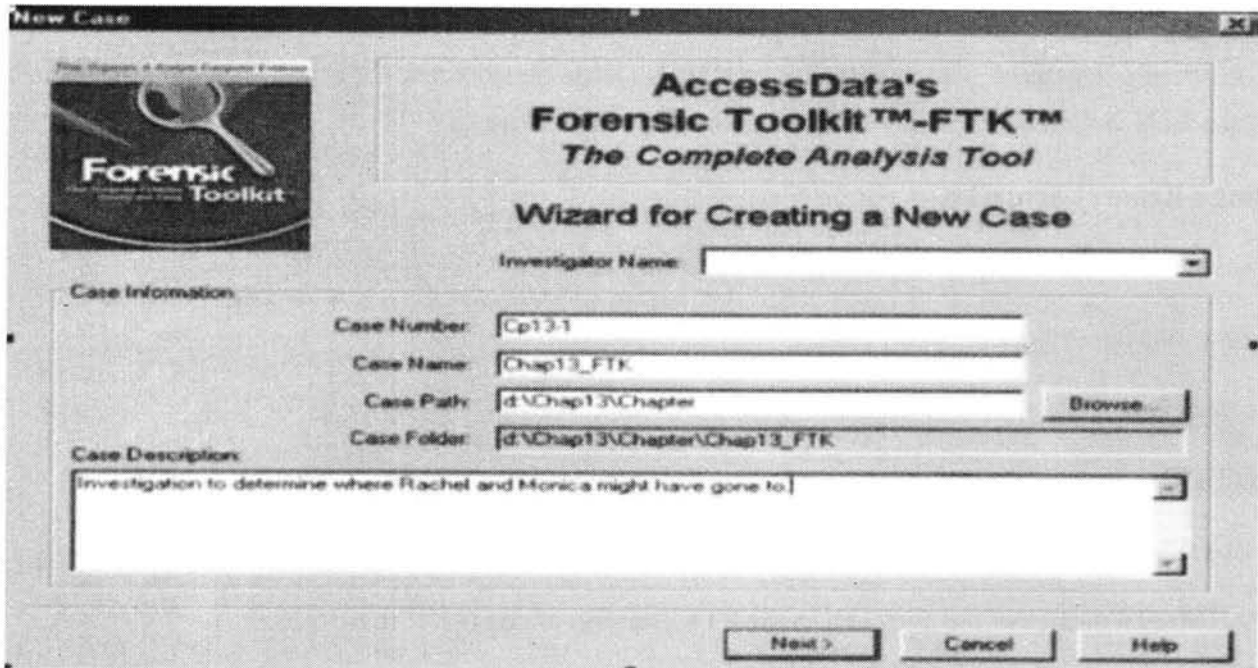 New Case
Forensic
Toolkit
AccessData's
Forensic Toolkit™-FTK™
The Complete Analysis Tool
Wizard for Creating a New Case
Investigator Name:
Case Information
Case Number: Cp13-1
Case Name: Chap13_FTK
Case Path: d:\Chap13\Chapter Browse...
Case Folder: d:\Chap13\Chapter\Chap13_FTK
Case Description:
Investigation to determine where Rachel and Monica might have gone to.
Next > Cancel Help